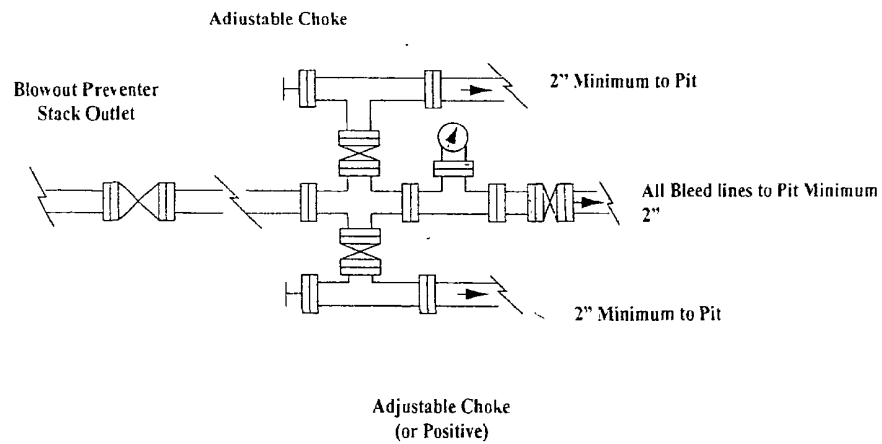 Adjustable Choke
2” Minimum to Pit
Blowout Preventer
Stack Outlet
All Bleed lines to Pit Minimum
2”
2” Minimum to Pit
Adjustable Choke
(or Positive)